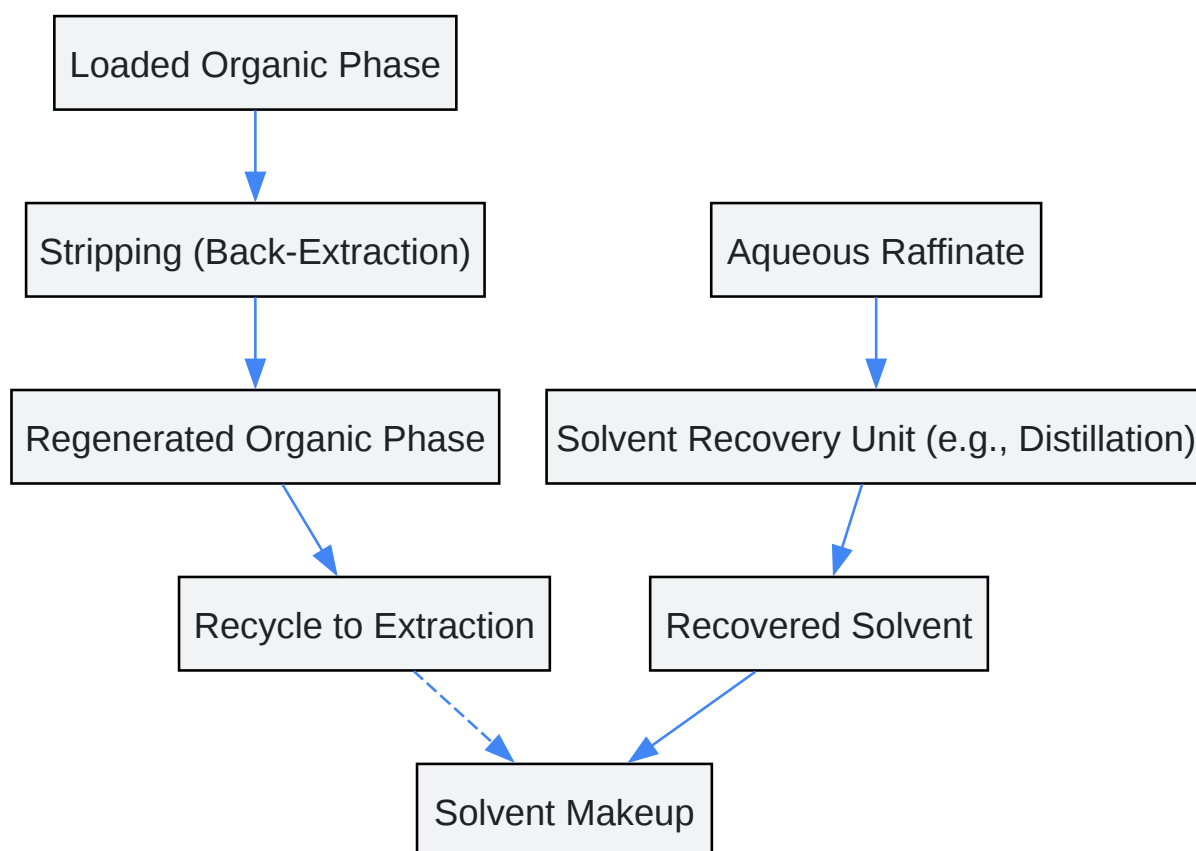 Loaded Organic Phase
Stripping (Back-Extraction)
Aqueous Raffinate
Regenerated Organic Phase
Solvent Recovery Unit (e.g., Distillation)
Recycle to Extraction
Recovered Solvent
Solvent Makeup